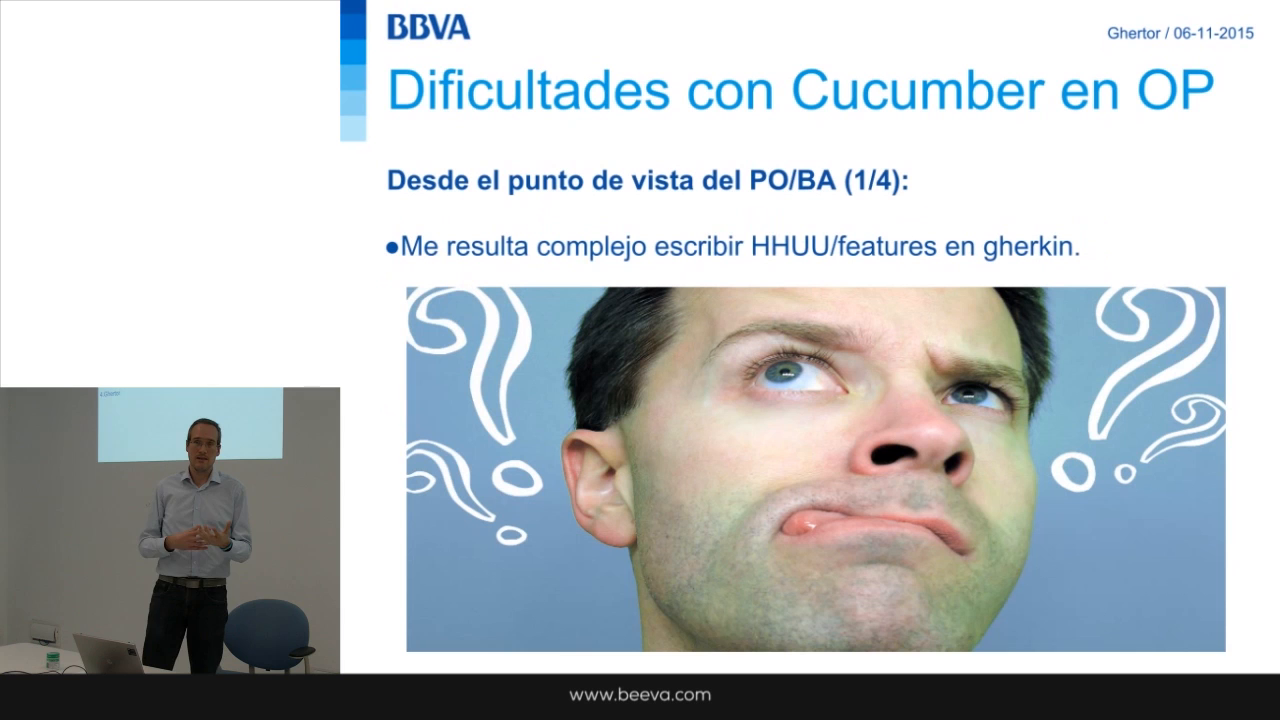 BBVA
Ghertor / 06-11-2015
Dificultades con Cucumber en OP
Desde el punto de vista del PO/BA (1/4):
●Me resulta complejo escribir HHUU/features en gherkin.
www.beeva.com